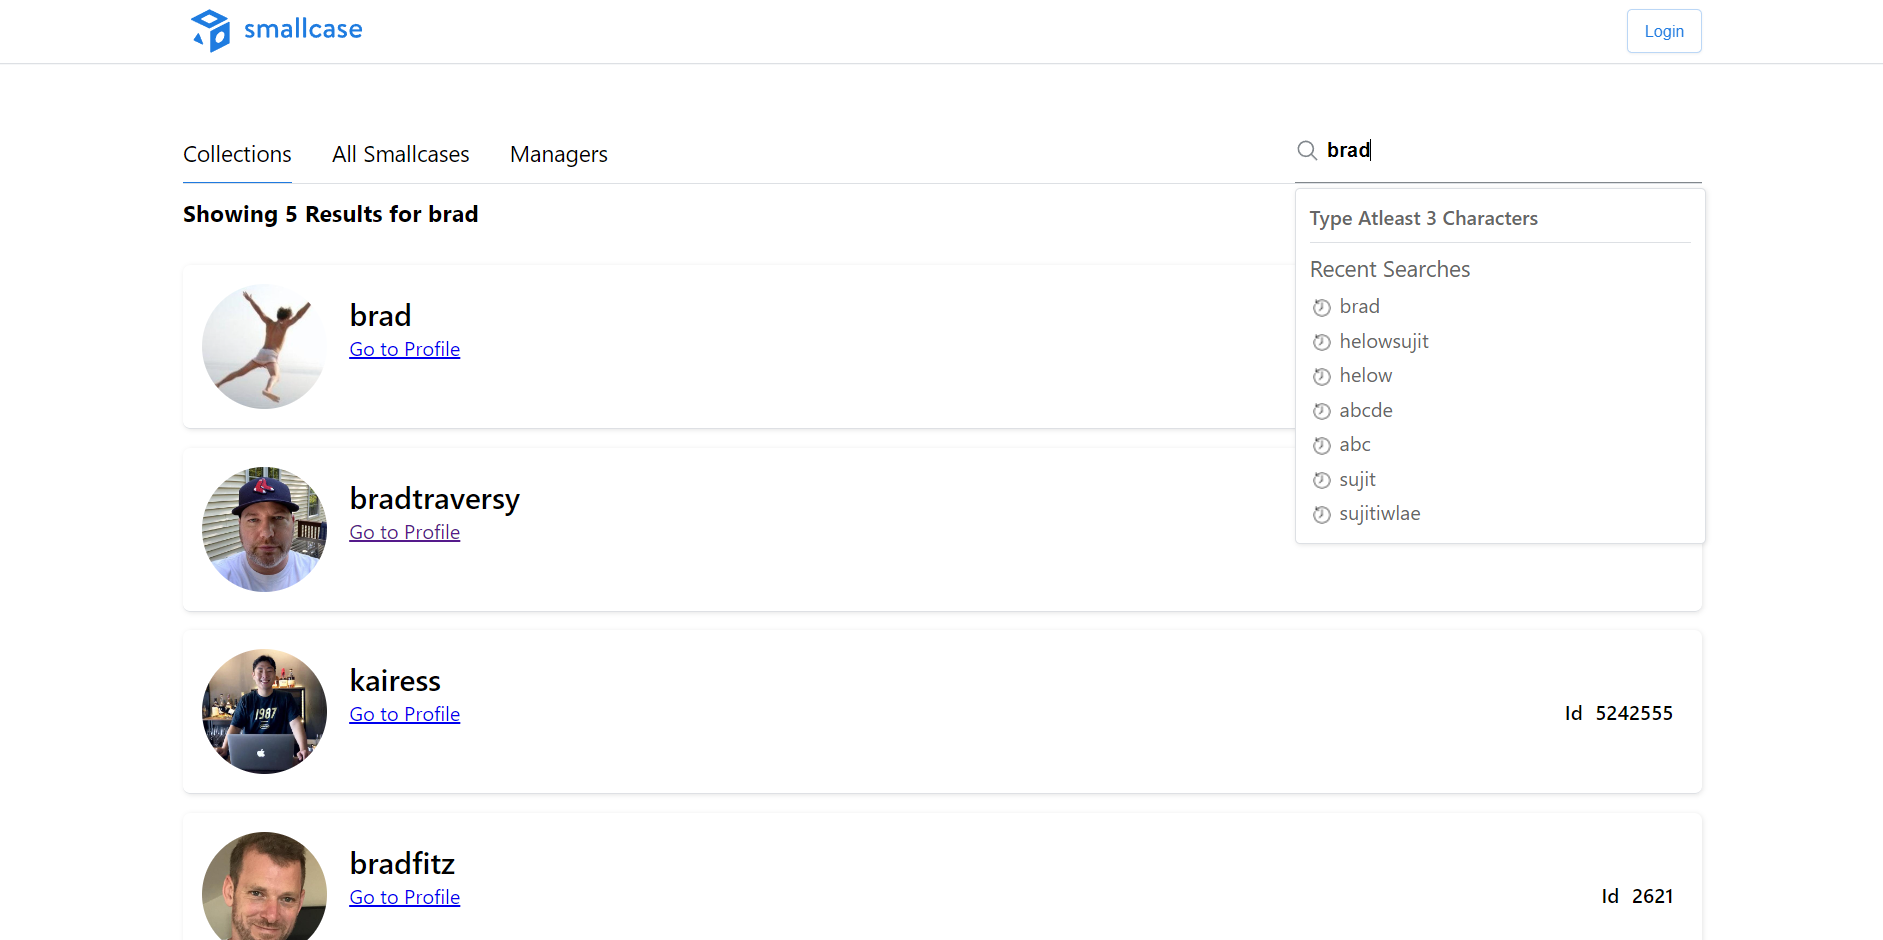 smallcase
Login
Collections
All Smallcases
Managers
brad
Showing 5 Results for brad
Type Atleast 3 Characters
Recent Searches
brad
helowsujit
helow
abcde
abc
sujit
sujitiwlae
brad
Go to Profile
bradtraversy
Go to Profile
kairess
Go to Profile
1987
Id 5242555
bradfitz
Go to Profile
Id 2621